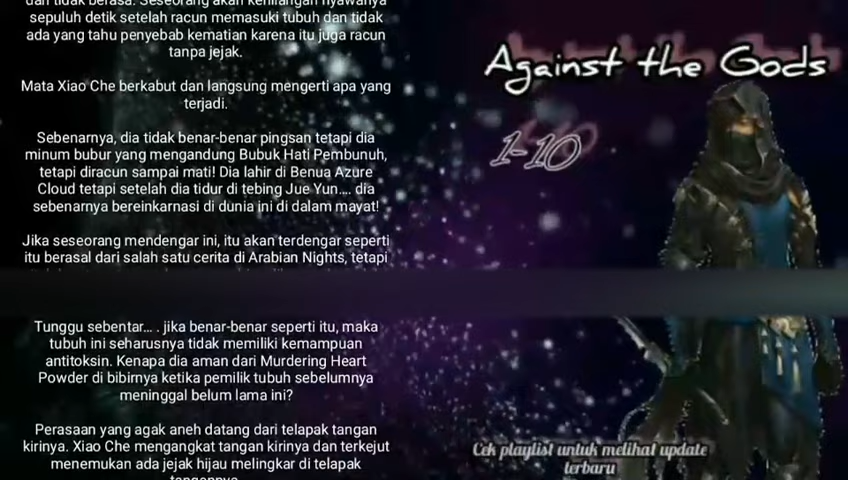 dan tidak berasa. Seseorang akan kehilangan nyawanya
sepuluh detik setelah racun memasuki tubuh dan tidak
ada yang tahu penyebab kematian karena itu juga racun
tanpa jejak.
Mata Xiao Che berkabut dan langsung mengerti apa yang
terjadi.
Sebenarnya, dia tidak benar-benar pingsan tetapi dia
minum bubur yang mengandung Bubuk Hati Pembunuh,
tetapi diracun sampai mati! Dia lahir di Benua Azure
Cloud tetapi setelah dia tidur di tebing Jue Yun.... dia
sebenarnya bereinkarnasi di dunia ini di dalam mayat!
Jika seseorang mendengar ini, itu akan terdengar seperti
itu berasal dari salah satu cerita di Arabian Nights, tetapi
Tunggu sebentar... . jika benar-benar seperti itu, maka
tubuh ini seharusnya tidak memiliki kemampuan
antitoksin. Kenapa dia aman dari Murdering Heart
Powder di bibirnya ketika pemilik tubuh sebelumnya
meninggal belum lama ini?
Perasaan yang agak aneh datang dari telapak tangan
kirinya. Xiao Che mengangkat tangan kirinya dan terkejut
menemukan ada jejak hijau melingkar di telapak
Against the Gods
1-10
Cek playlist untuk melihat update
terbaru